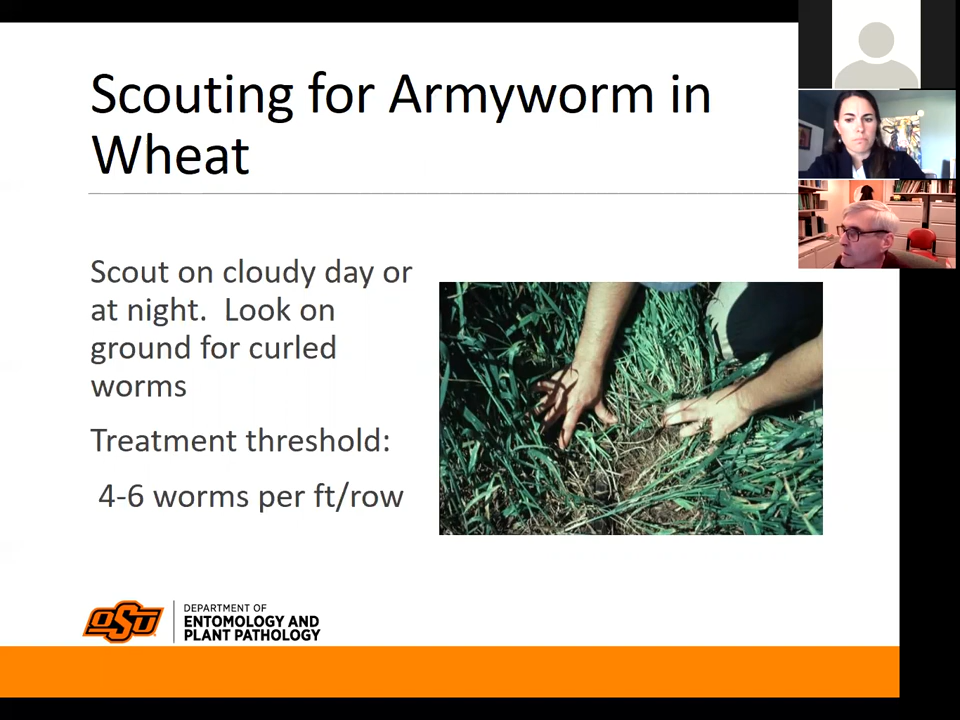 Scouting for Armyworm in
Wheat
Scout on cloudy day or
at night.  Look on
ground for curled
worms
Treatment threshold:
4-6 worms per ft/row
OSU
DEPARTMENT OF
ENTOMOLOGY AND
PLANT PATHOLOGY